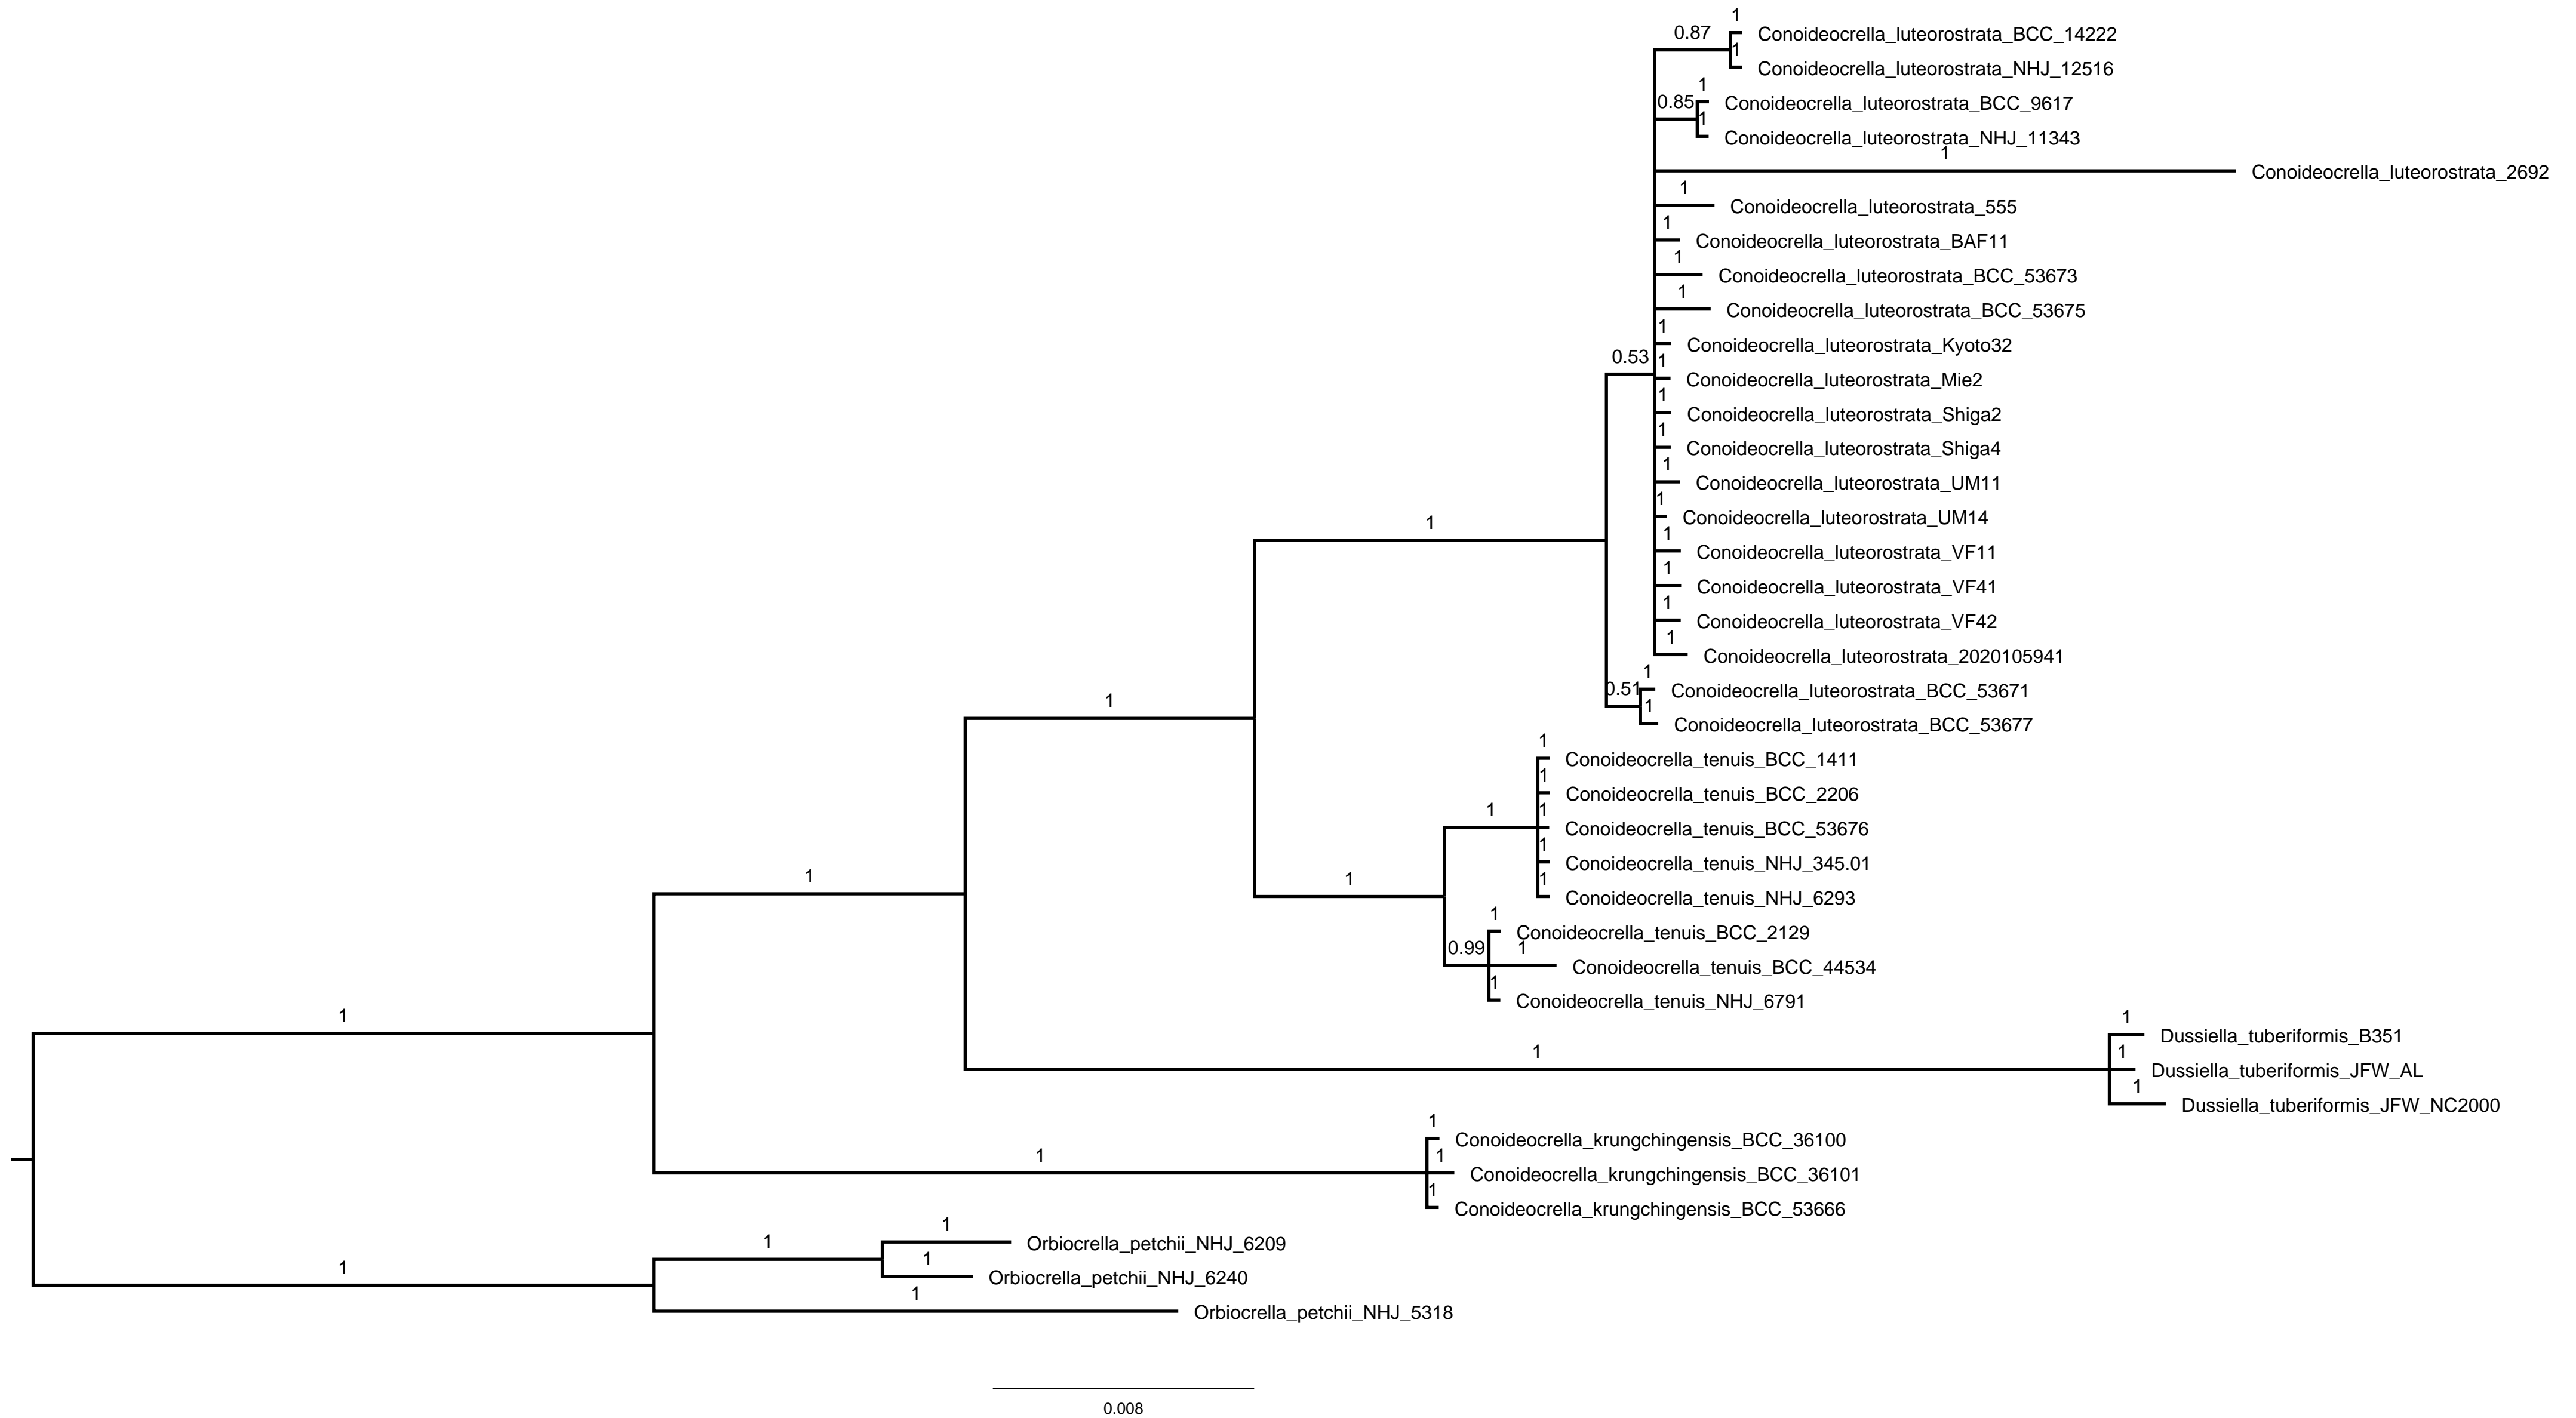 1
0.87
Conoideocrella_luteorostrata_BCC_14222
1
Conoideocrella_luteorostrata_NHJ_12516
1
0.85
Conoideocrella_luteorostrata_BCC_9617
1
Conoideocrella_luteorostrata_NHJ_11343
1
Conoideocrella_luteorostrata_2692
1
Conoideocrella_luteorostrata_555
1
Conoideocrella_luteorostrata_BAF11
1
Conoideocrella_luteorostrata_BCC_53673
1
Conoideocrella_luteorostrata_BCC_53675
1
Conoideocrella_luteorostrata_Kyoto32
0.53
1
Conoideocrella_luteorostrata_Mie2
1
Conoideocrella_luteorostrata_Shiga2
1
Conoideocrella_luteorostrata_Shiga4
1
Conoideocrella_luteorostrata_UM11
1
Conoideocrella_luteorostrata_UM14
1
1
Conoideocrella_luteorostrata_VF11
1
Conoideocrella_luteorostrata_VF41
1
Conoideocrella_luteorostrata_VF42
1
Conoideocrella_luteorostrata_2020105941
1
0.51
Conoideocrella_luteorostrata_BCC_53671
1
1
Conoideocrella_luteorostrata_BCC_53677
1
Conoideocrella_tenuis_BCC_1411
1
Conoideocrella_tenuis_BCC_2206
1
1
Conoideocrella_tenuis_BCC_53676
1
Conoideocrella_tenuis_NHJ_345.01
1
1
1
Conoideocrella_tenuis_NHJ_6293
1
Conoideocrella_tenuis_BCC_2129
0.99
1
Conoideocrella_tenuis_BCC_44534
1
Conoideocrella_tenuis_NHJ_6791
1
1
Dussiella_tuberiformis_B351
1
1
Dussiella_tuberiformis_JFW_AL
1
Dussiella_tuberiformis_JFW_NC2000
1
Conoideocrella_krungchingensis_BCC_36100
1
1
Conoideocrella_krungchingensis_BCC_36101
1
Conoideocrella_krungchingensis_BCC_53666
1
1
Orbiocrella_petchii_NHJ_6209
1
1
Orbiocrella_petchii_NHJ_6240
1
Orbiocrella_petchii_NHJ_5318
0.008